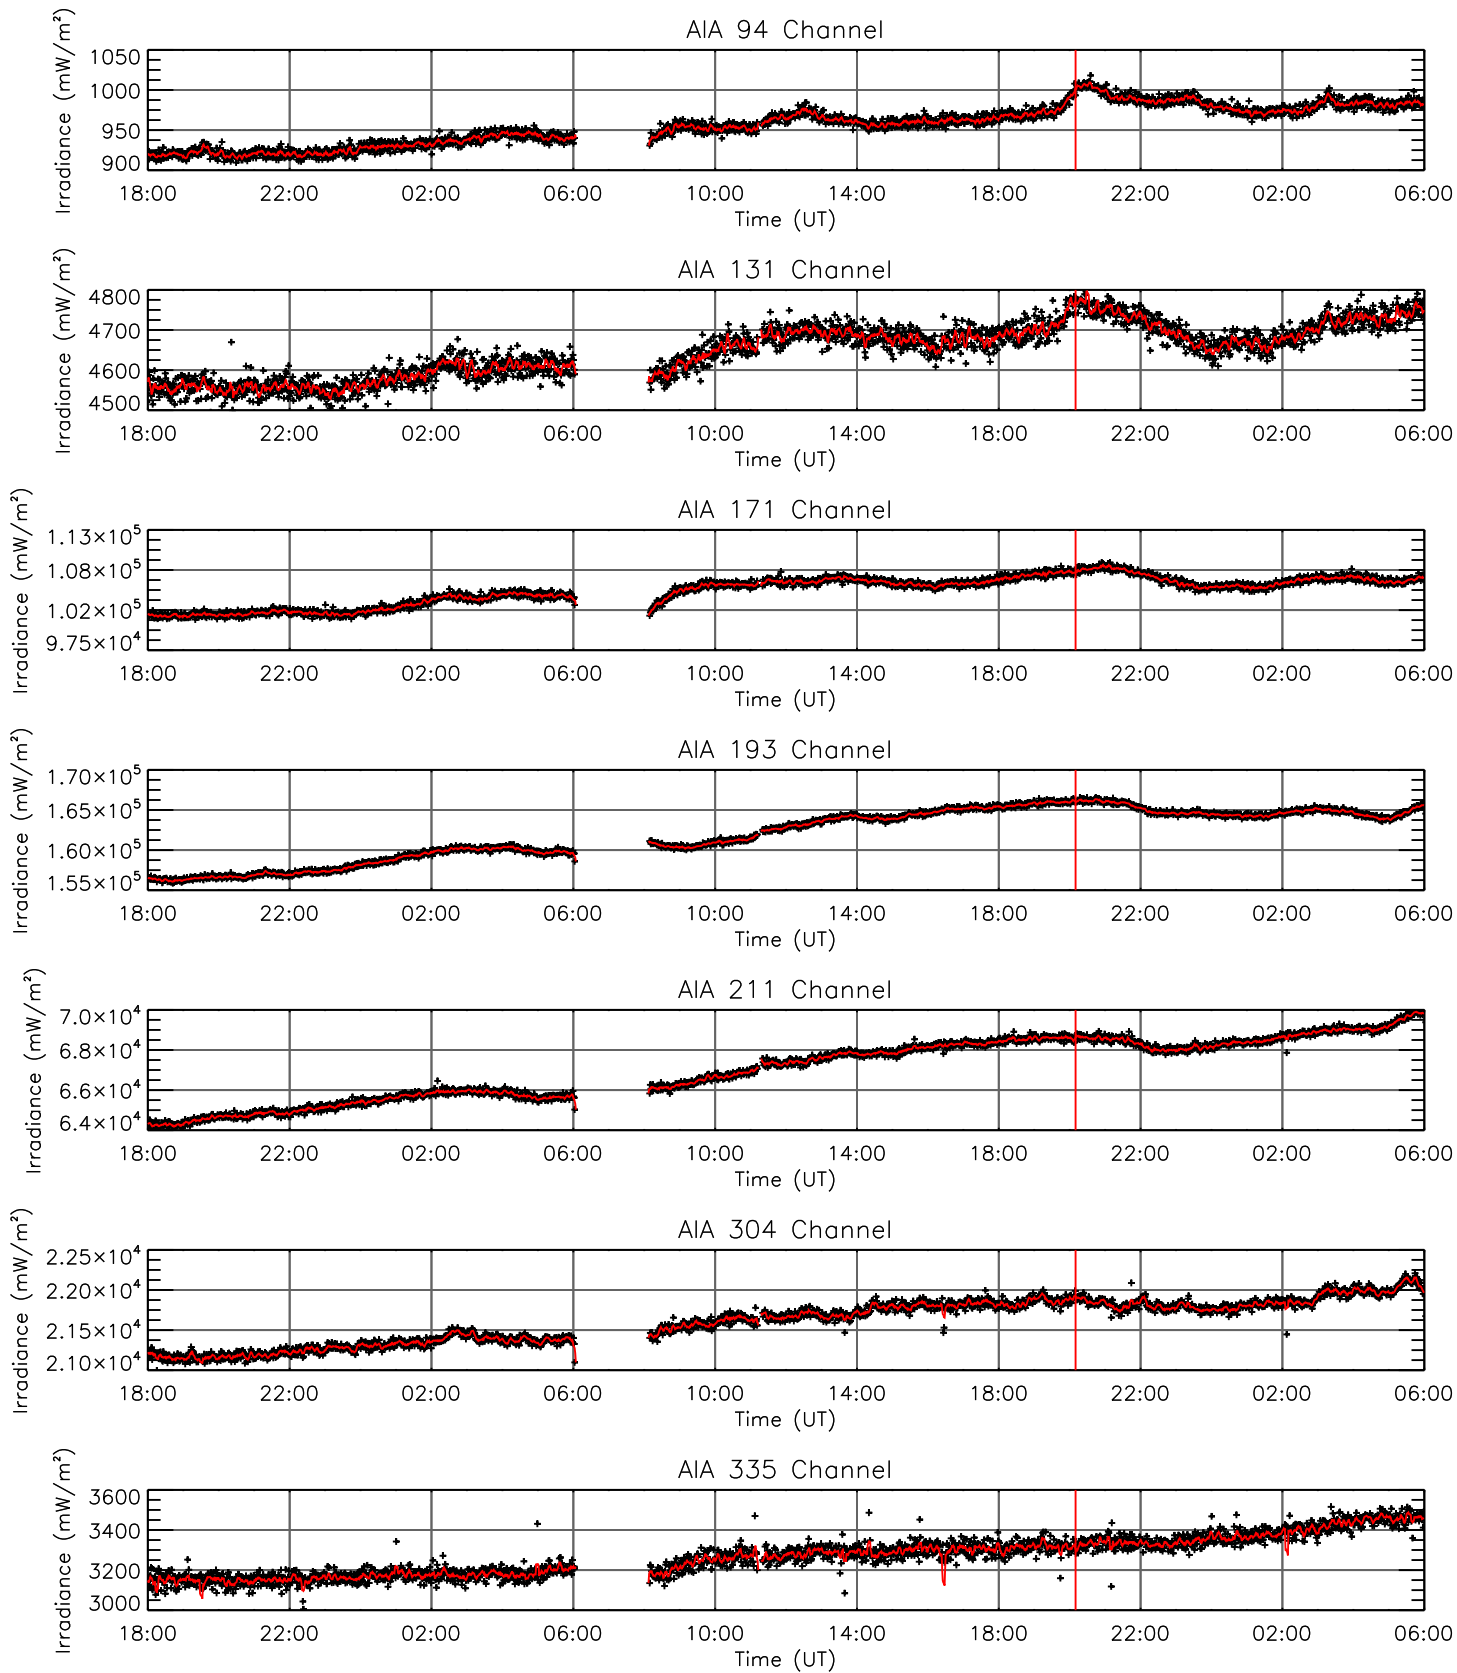 AIA 94 Channel
Irradiance (mW/m²)
1050
1000
950
900
18:00 22:00 02:00 06:00 10:00 14:00 18:00 22:00 02:00 06:00
Time (UT)
AIA 131 Channel
Irradiance (mW/m²)
4800
4700
4600
4500
18:00 22:00 02:00 06:00 10:00 14:00 18:00 22:00 02:00 06:00
Time (UT)
AIA 171 Channel
Irradiance (mW/m²)
1.13×10⁵
1.08×10⁵
1.02×10⁵
9.75×10⁴
18:00 22:00 02:00 06:00 10:00 14:00 18:00 22:00 02:00 06:00
Time (UT)
AIA 193 Channel
Irradiance (mW/m²)
1.70×10⁵
1.65×10⁵
1.60×10⁵
1.55×10⁵
18:00 22:00 02:00 06:00 10:00 14:00 18:00 22:00 02:00 06:00
Time (UT)
AIA 211 Channel
Irradiance (mW/m²)
7.0×10⁴
6.8×10⁴
6.6×10⁴
6.4×10⁴
18:00 22:00 02:00 06:00 10:00 14:00 18:00 22:00 02:00 06:00
Time (UT)
AIA 304 Channel
Irradiance (mW/m²)
2.25×10⁴
2.20×10⁴
2.15×10⁴
2.10×10⁴
18:00 22:00 02:00 06:00 10:00 14:00 18:00 22:00 02:00 06:00
Time (UT)
AIA 335 Channel
Irradiance (mW/m²)
3600
3400
3200
3000
18:00 22:00 02:00 06:00 10:00 14:00 18:00 22:00 02:00 06:00
Time (UT)